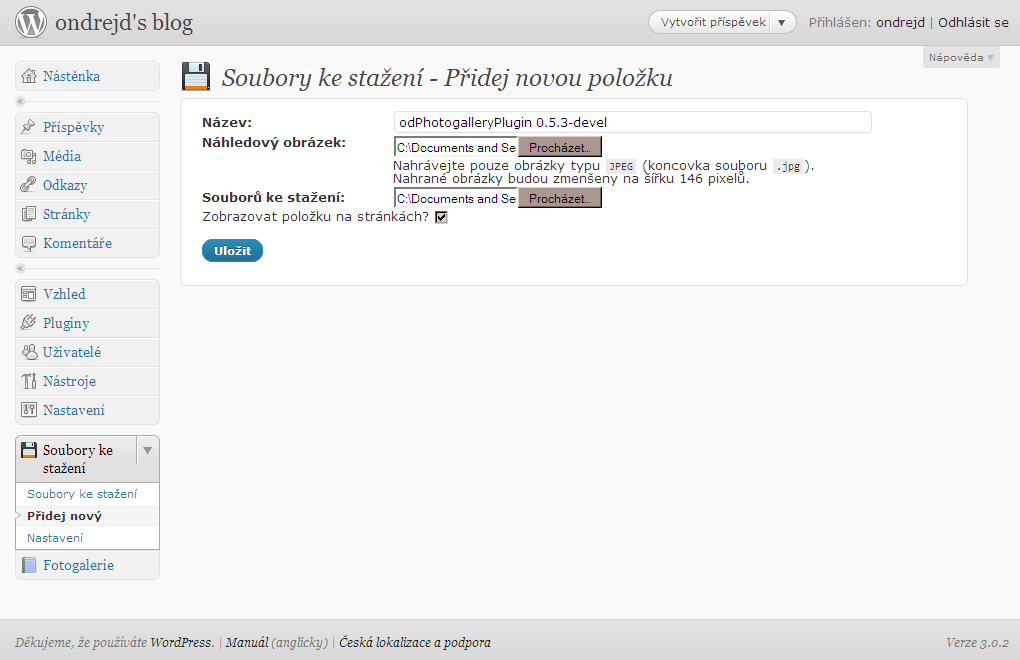 ondrejd's blog
Vytvořit příspěvek
Přihlášen: ondrejd | Odhlásit se
Nápověda
Nástěnka
Příspěvky
Média
Odkazy
Stránky
Komentáře
Vzhled
Pluginy
Uživatelé
Nástroje
Nastavení
Soubory ke
stažení
Soubory ke stažení
Přidej nový
Nastavení
Fotogalerie
Soubory ke stažení - Přidej novou položku
Název: odPhotogalleryPlugin 0.5.3-devel
Náhledový obrázek: C:\Documents and Se Procházet...
Nahrávejte pouze obrázky typu JPEG (koncovka souboru .jpg).
Nahrané obrázky budou zmenšeny na šířku 146 pixelů.
Souborů ke stažení: C:\Documents and Se Procházet...
Zobrazovat položku na stránkách?
Uložit
Děkujeme, že používáte WordPress. | Manuál (anglicky) | Česká lokalizace a podpora
Verze 3.0.2